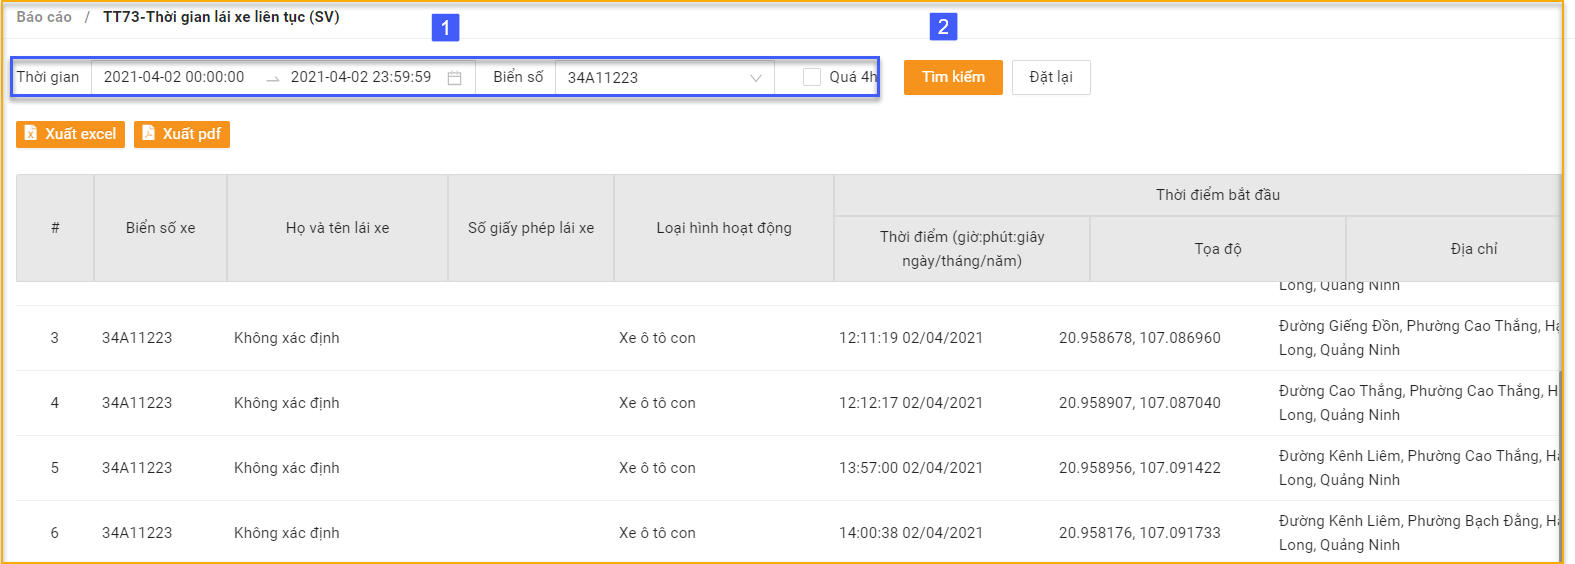 Báo cáo / TT73-Thời gian lái xe liên tục (SV)
1
2
Thời gian 2021-04-02 00:00:00 → 2021-04-02 23:59:59 Biển số 34A11223 Quá 4h Tìm kiếm Đặt lại
Xuất excel Xuất pdf
Thời điểm bắt đầu
# Biển số xe Họ và tên lái xe Số giấy phép lái xe Loại hình hoạt động
Thời điểm (giờ:phút:giây
ngày/tháng/năm)
Tọa độ Địa chỉ
Long, Quảng Ninh
3 34A11223 Không xác định Xe ô tô con 12:11:19 02/04/2021 20.958678, 107.086960 Đường Giếng Đồn, Phường Cao Thắng, Hạ
Long, Quảng Ninh
4 34A11223 Không xác định Xe ô tô con 12:12:17 02/04/2021 20.958907, 107.087040 Đường Cao Thắng, Phường Cao Thắng, H
Long, Quảng Ninh
5 34A11223 Không xác định Xe ô tô con 13:57:00 02/04/2021 20.958956, 107.091422 Đường Kênh Liêm, Phường Cao Thắng, Hạ
Long, Quảng Ninh
6 34A11223 Không xác định Xe ô tô con 14:00:38 02/04/2021 20.958176, 107.091733 Đường Kênh Liêm, Phường Bạch Đằng, Hạ
Long, Quảng Ninh